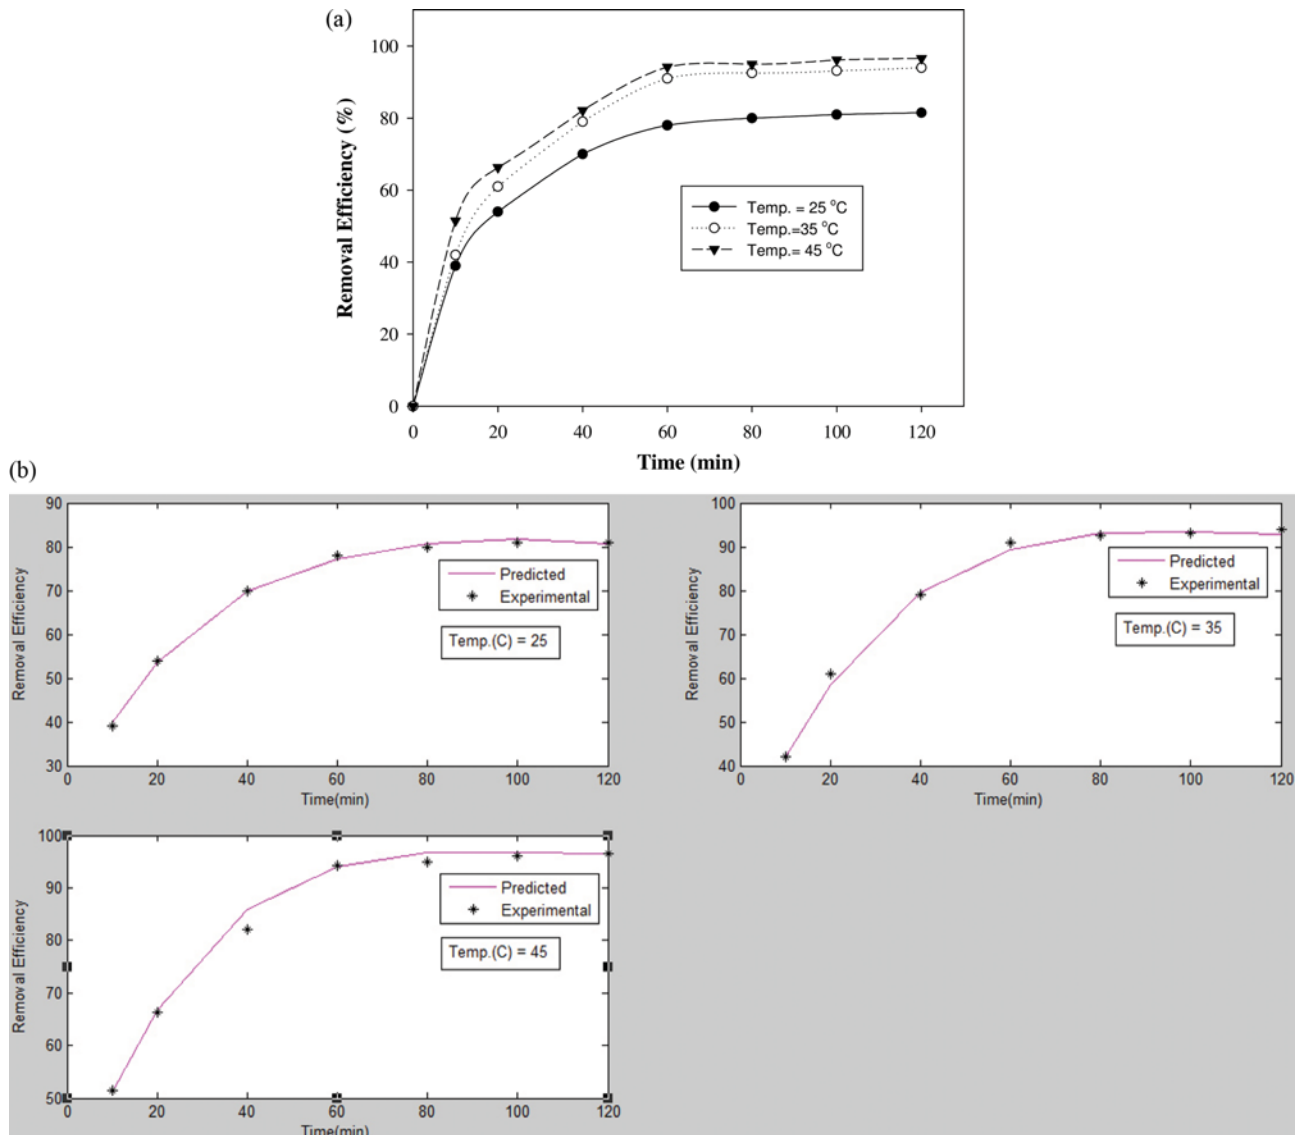 (a)
100
80
60
40
20
0
Removal Efficiency (%)
Temp. = 25 °C
Temp.=35 °C
Temp.= 45 °C
0 20 40 60 80 100 120
Time (min)
(b)
90
80
70
60
50
40
30
Removal Efficiency
Predicted
Experimental
Temp.(C) = 25
0 20 40 60 80 100 120
Time(min)
100
90
80
70
60
50
40
Removal Efficiency
Predicted
Experimental
Temp.(C) = 35
0 20 40 60 80 100 120
Time(min)
100
90
80
70
60
50
Removal Efficiency
Predicted
Experimental
Temp.(C) = 45
0 20 40 60 80 100 120
Time(min)